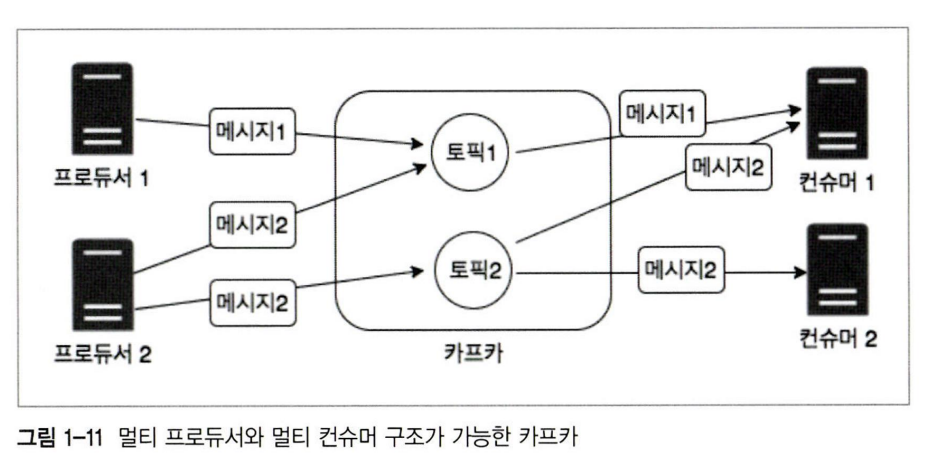 메시지1
메시지1
토픽1
프로듀서 1
메시지2
컨슈머 1
메시지2
메시지2
토픽2
메시지2
프로듀서 2
카프카
컨슈머 2
그림 1-11 멀티 프로듀서와 멀티 컨슈머 구조가 가능한 카프카